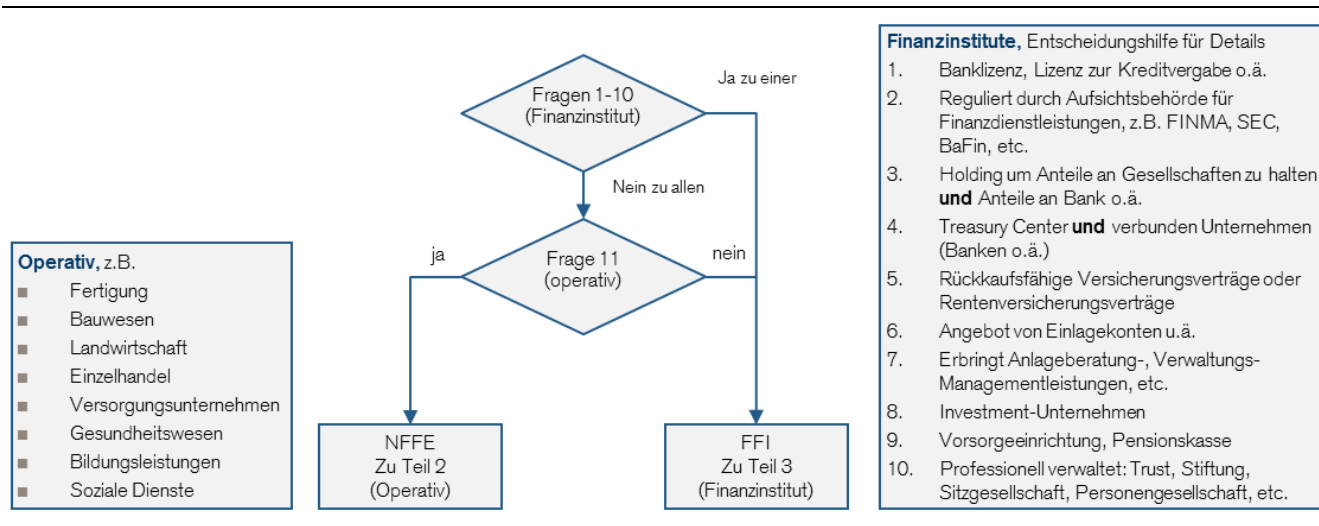 Fragen 1-10
(Finanzinstitut)
Ja zu einer
Nein zu allen
Frage 11
(operativ)
ja
nein
NFFE
Zu Teil 2
(Operativ)
FFI
Zu Teil 3
(Finanzinstitut)
Operativ, z.B.
Fertigung
Bauwesen
Landwirtschaft
Einzelhandel
Versorgungsunternehmen
Gesundheitswesen
Bildungsleistungen
Soziale Dienste
Finanzinstitute, Entscheidungshilfe für Details
1. Banklizenz, Lizenz zur Kreditvergabe o.ä.
2. Reguliert durch Aufsichtsbehörde für
Finanzdienstleistungen, z.B. FINMA, SEC,
BaFin, etc.
3. Holding um Anteile an Gesellschaften zu halten
und Anteile an Bank o.ä.
4. Treasury Center und verbunden Unternehmen
(Banken o.ä.)
5. Rückkaufsfähige Versicherungsverträge oder
Rentenversicherungsverträge
6. Angebot von Einlagekonten u.ä.
7. Erbringt Anlageberatung-, Verwaltungs-
Managementleistungen, etc.
8. Investment-Unternehmen
9. Vorsorgeeinrichtung, Pensionskasse
10. Professionell verwaltet: Trust, Stiftung,
Sitzgesellschaft, Personengesellschaft, etc.